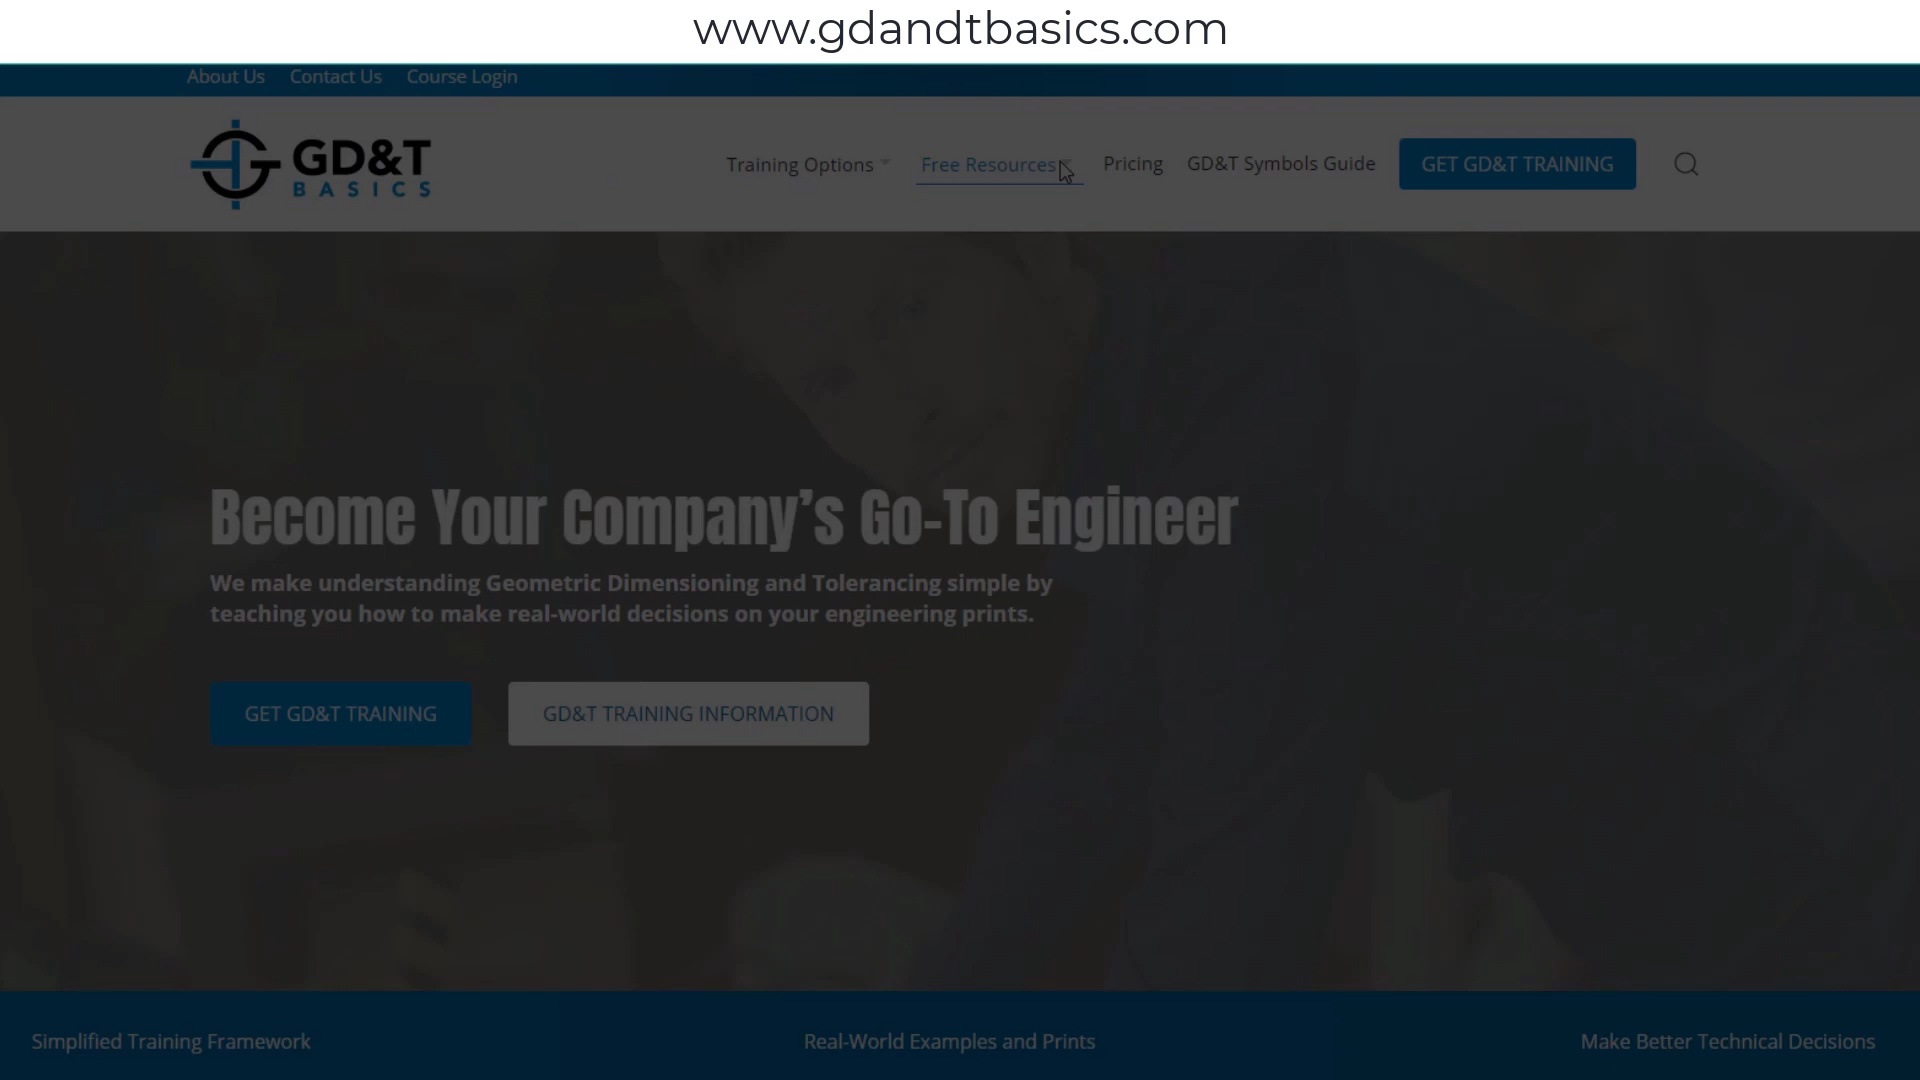 www.gdandtbasics.com
About Us Contact Us Course Login
GD&T
BASICS
Training Options Free Resources Pricing GD&T Symbols Guide GET GD&T TRAINING
Become Your Company’s Go-To Engineer
We make understanding Geometric Dimensioning and Tolerancing simple by
teaching you how to make real-world decisions on your engineering prints.
GET GD&T TRAINING GD&T TRAINING INFORMATION
Simplified Training Framework Real-World Examples and Prints Make Better Technical Decisions